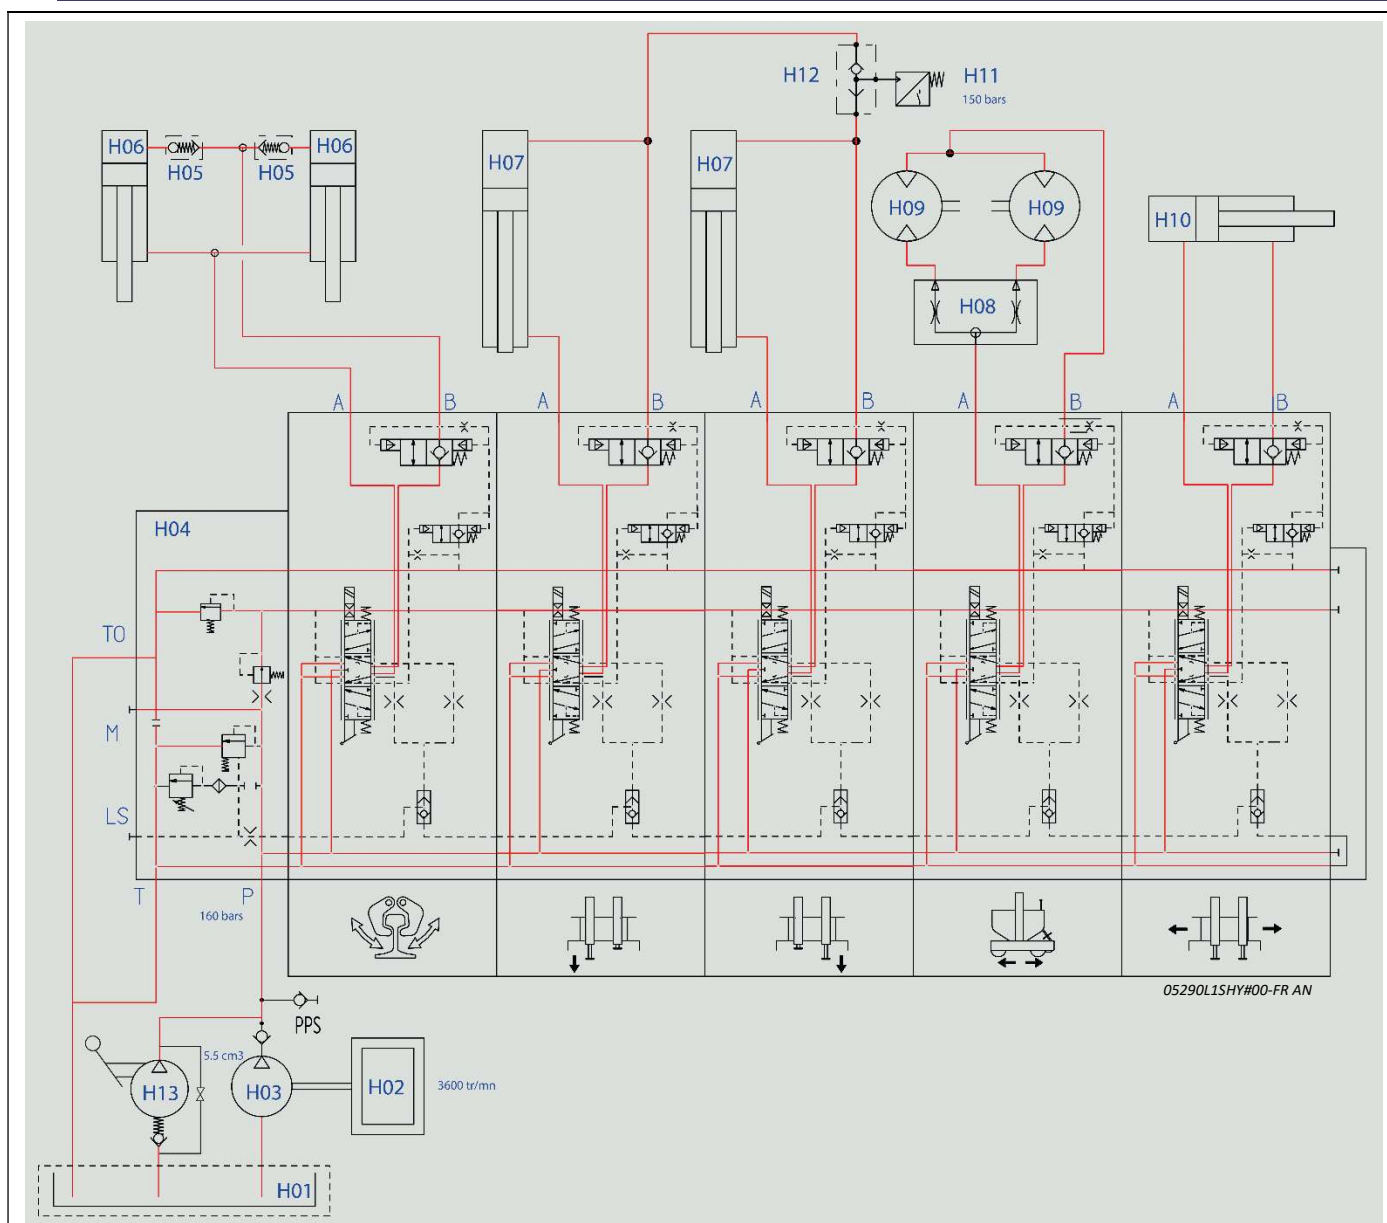 H12
H11
150 bars
H06
H06
H05
H05
H07
H07
H09
H09
H10
H08
A
B
A
B
A
B
A
B
A
B
H04
TO
M
LS
T
P
160 bars
05290L1SHY#00-FR AN
PPS
5.5 cm3
H13
H03
H02
3600 tr/mn
H01